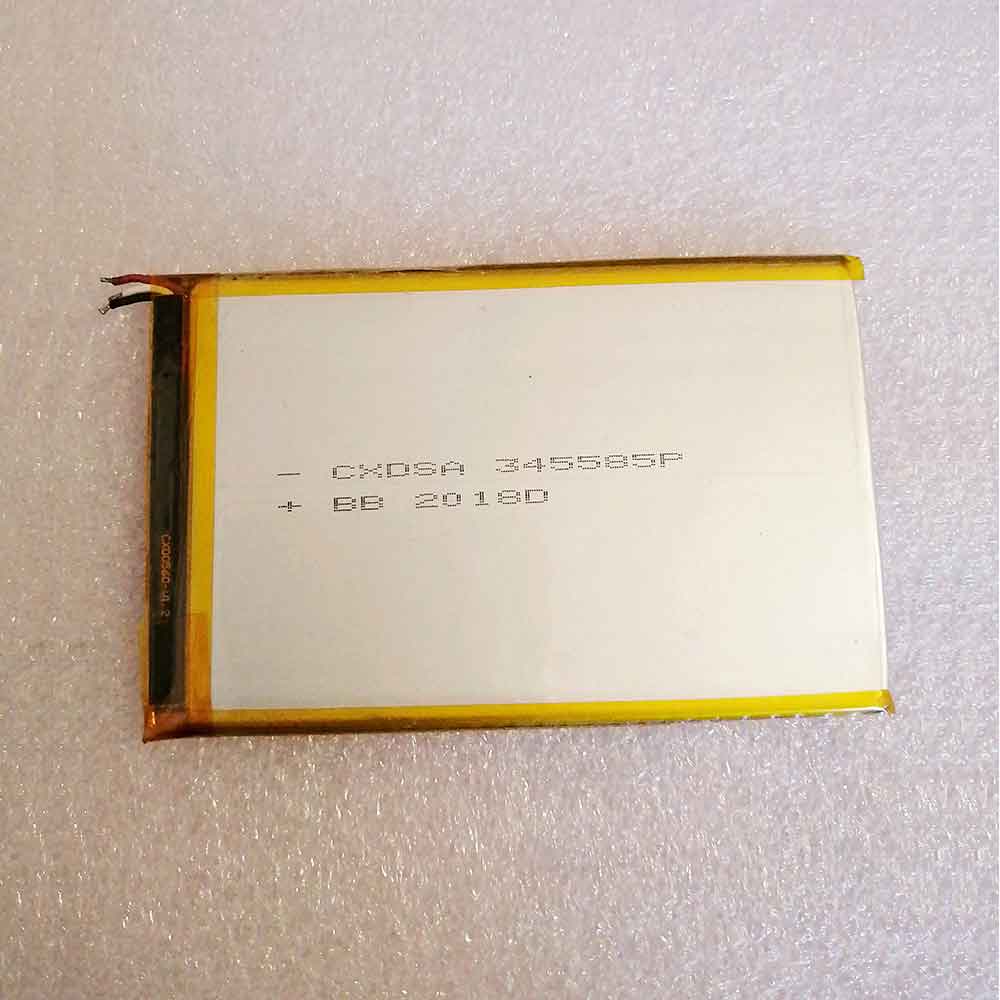 - CXDSA 345585P
+ BB 2018D